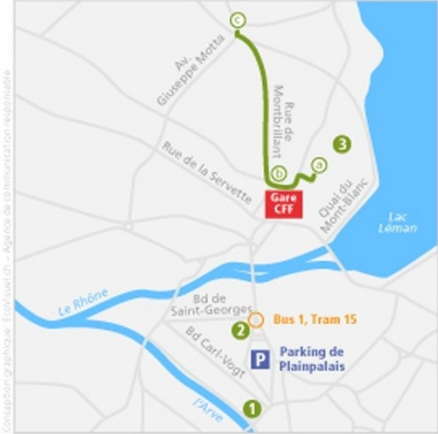 c
Av.
Giuseppe Motta
Rue de
Montbrillant
3
Rue de la Servette
a
b
Gare
CFF
Quai du
Mont-Blanc
Lac
Léman
Le Rhône
Bd de
Saint-Georges
Bus 1, Tram 15
2
Bd Carl-Vogt
P
Parking de
Plainpalais
1
l'Arve
Conception graphique : EcoVisuel.ch – Agence de communication responsable